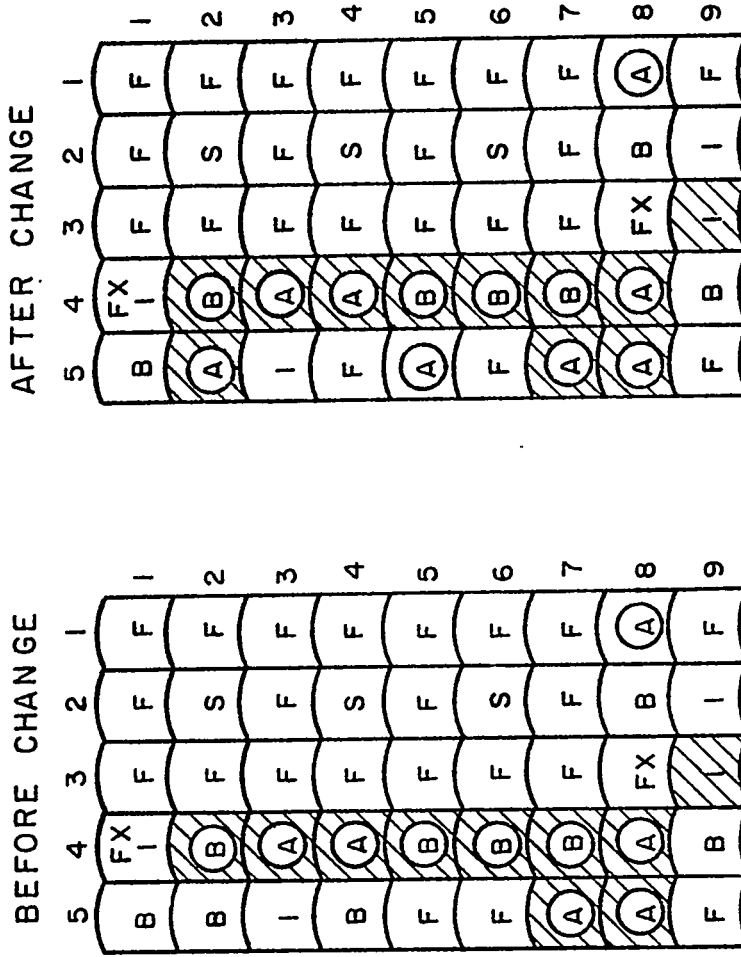 BEFORE CHANGE
5 4 3 2 1
FX
B I F F F 1
B B F S F 2
I A F F F 3
B A F S F 4
F B F F F 5
F B F S F 6
A B F F F 7
A A FX B A 8
F B I I F 9
AFTER CHANGE
5 4 3 2 1
FX
B I F F F 1
A B F S F 2
I A F F F 3
F A F S F 4
A B F F F 5
F B F S F 6
A B F F F 7
A A FX B A 8
F B I I F 9